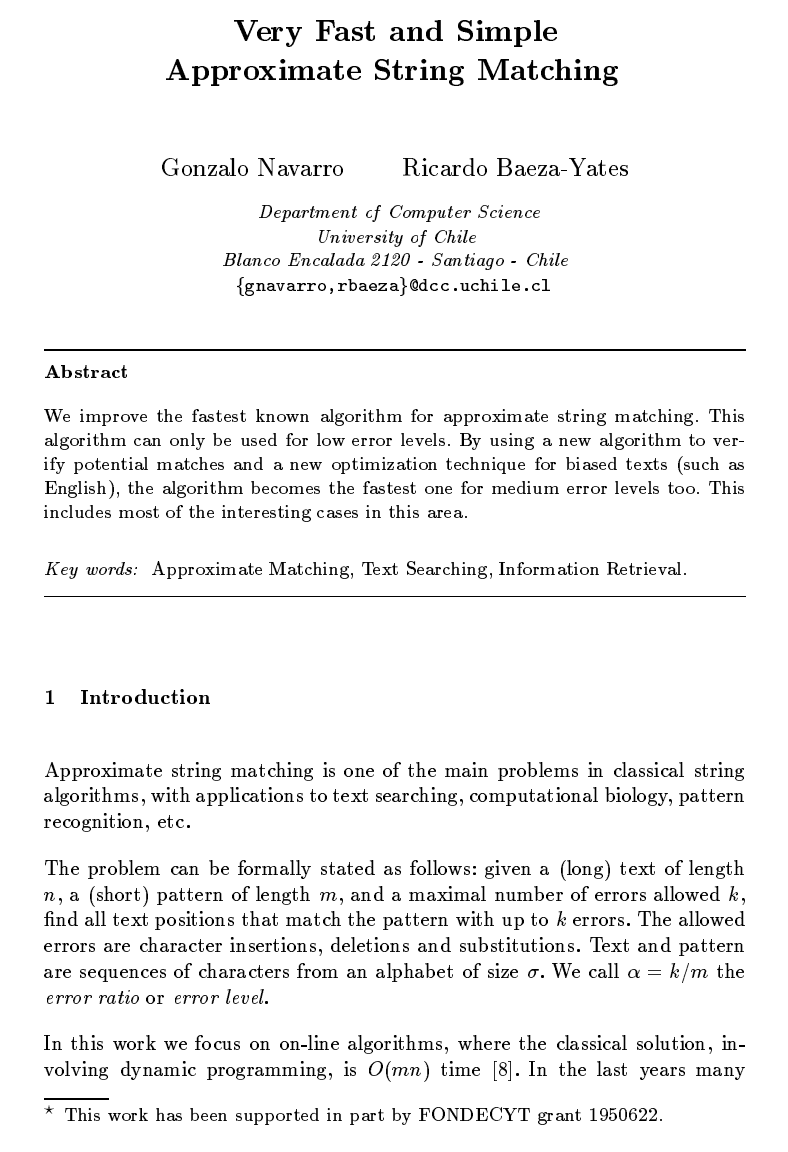 Very Fast and Simple
Approximate String Matching
Gonzalo Navarro Ricardo Baeza-Yates
Department of Computer Science
University of Chile
Blanco Encalada 2120 - Santiago - Chile
{gnavarro,rbaeza}@dcc.uchile.cl
Abstract
We improve the fastest known algorithm for approximate string matching. This
algorithm can only be used for low error levels. By using a new algorithm to ver-
ify potential matches and a new optimization technique for biased texts (such as
English), the algorithm becomes the fastest one for medium error levels too. This
includes most of the interesting cases in this area.
Key words: Approximate Matching, Text Searching, Information Retrieval.
1 Introduction
Approximate string matching is one of the main problems in classical string
algorithms, with applications to text searching, computational biology, pattern
recognition, etc.
The problem can be formally stated as follows: given a (long) text of length
n, a (short) pattern of length m, and a maximal number of errors allowed k,
find all text positions that match the pattern with up to k errors. The allowed
errors are character insertions, deletions and substitutions. Text and pattern
are sequences of characters from an alphabet of size σ. We call α = k/m the
error ratio or error level.
In this work we focus on on-line algorithms, where the classical solution, in-
volving dynamic programming, is O(mn) time [8]. In the last years many
⋆ This work has been supported in part by FONDECYT grant 1950622.